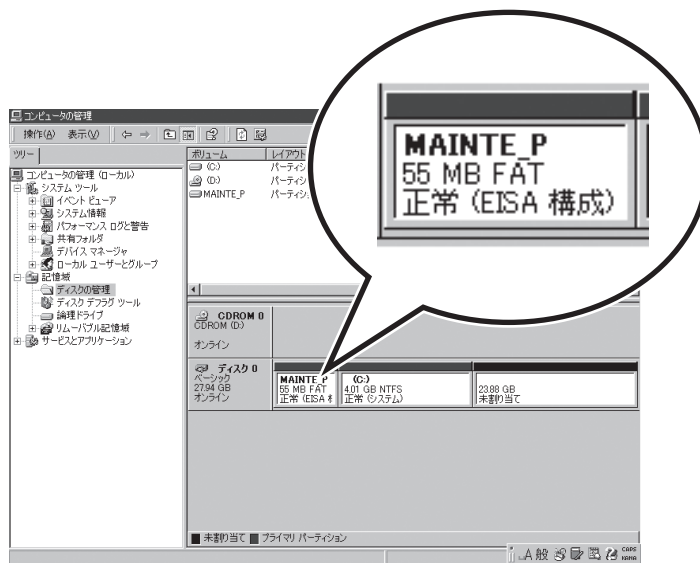 コンピュータの管理
操作(A) 表示(V)
ツリー
ボリューム レイアウト
コンピュータの管理 (ローカル)
システム ツール
イベント ビューア
システム情報
パフォーマンス ログと警告
共有フォルダ
デバイス マネージャ
ローカル ユーザーとグループ
記憶域
ディスクの管理
ディスク デフラグ ツール
論理ドライブ
リムーバブル記憶域
サービスとアプリケーション
(C:) パーティシ
(D:) パーティシ
MAINTE_P パーティショ
MAINTE_P
55 MB FAT
正常 (EISA 構成)
CDROM 0
CDROM (D:)
オンライン
ディスク 0
ベーシック
27.94 GB
オンライン
MAINTE_P
55 MB FAT
正常 (EISA
(C:)
4.01 GB NTFS
正常 (システム)
23.88 GB
未割り当て
未割り当て プライマリ パーティション
A 般 CAPS
KANA